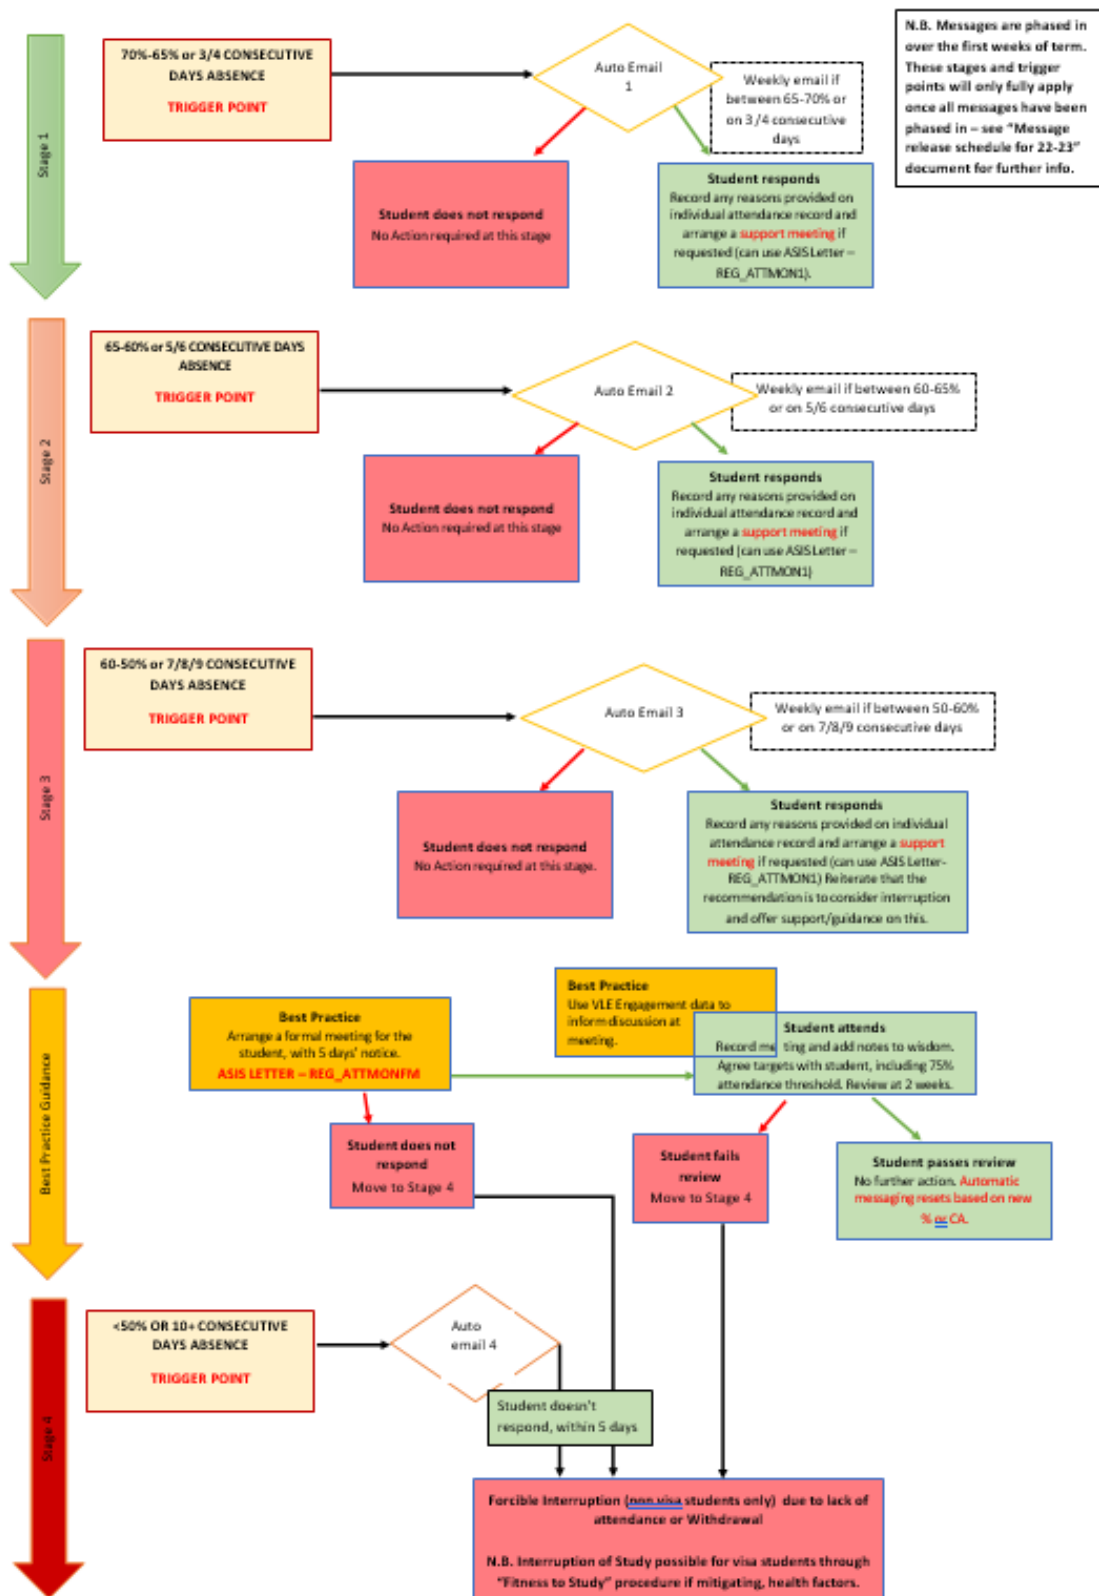 N.B. Messages are phased in
over the first weeks of term.
These stages and trigger
points will only fully apply
once all messages have been
phased in – see "Message
release schedule for 22-23"
document for further info.
Stage 1
70%-65% or 3/4 CONSECUTIVE
DAYS ABSENCE
TRIGGER POINT
Auto Email
1
Weekly email if
between 65-70% or
on 3/4 consecutive
days
Student does not respond
No Action required at this stage
Student responds
Record any reasons provided on
individual attendance record and
arrange a support meeting if
requested (can use ASIS Letter –
REG_ATTMON1).
Stage 2
65-60% or 5/6 CONSECUTIVE DAYS
ABSENCE
TRIGGER POINT
Auto Email 2
Weekly email if between 60-65%
or on 5/6 consecutive days
Student does not respond
No Action required at this stage
Student responds
Record any reasons provided on
individual attendance record and
arrange a support meeting if
requested (can use ASIS Letter –
REG_ATTMON1)
Stage 3
60-50% or 7/8/9 CONSECUTIVE
DAYS ABSENCE
TRIGGER POINT
Auto Email 3
Weekly email if between 50-60%
or on 7/8/9 consecutive days
Student does not respond
No Action required at this stage.
Student responds
Record any reasons provided on individual
attendance record and arrange a support
meeting if requested (can use ASIS Letter-
REG_ATTMON1) Reiterate that the
recommendation is to consider interruption
and offer support/guidance on this.
Best Practice Guidance
Best Practice
Arrange a formal meeting for the
student, with 5 days' notice.
ASIS LETTER – REG_ATTMONFM
Best Practice
Use VLE Engagement data to
inform discussion at
meeting.
Student attends
Record meeting and add notes to wisdom.
Agree targets with student, including 75%
attendance threshold. Review at 2 weeks.
Student does not
respond
Move to Stage 4
Student fails
review
Move to Stage 4
Student passes review
No further action. Automatic
messaging resets based on new
% or CA.
Stage 4
<50% OR 10+ CONSECUTIVE
DAYS ABSENCE
TRIGGER POINT
Auto
email 4
Student doesn't
respond, within 5 days
Forcible Interruption (non visa students only) due to lack of
attendance or Withdrawal
N.B. Interruption of Study possible for visa students through
"Fitness to Study" procedure if mitigating, health factors.